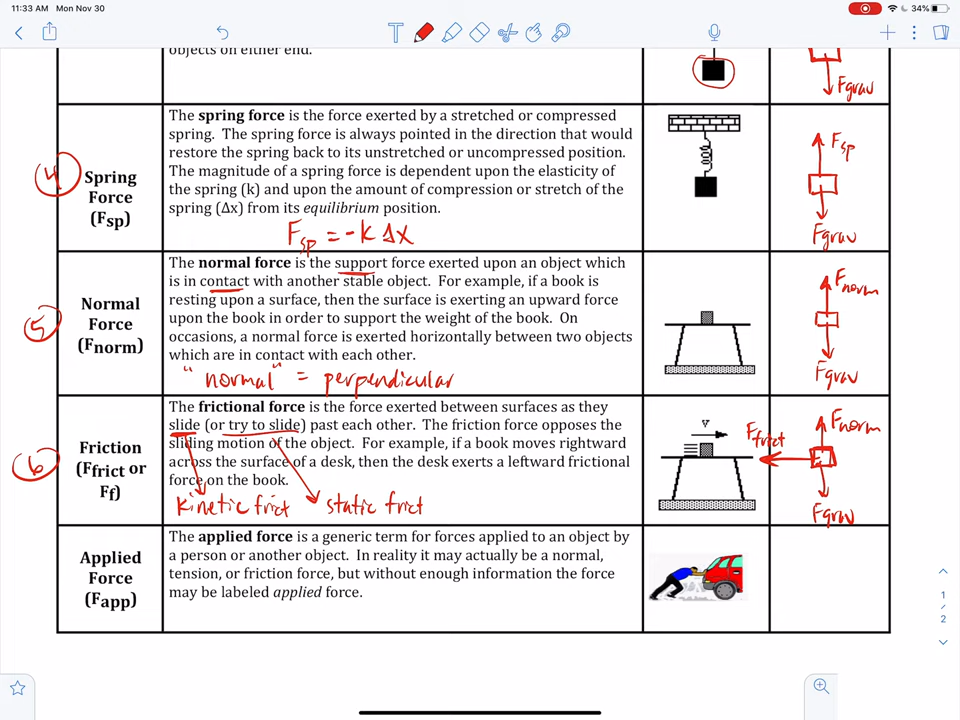 11:33 AM Mon Nov 30
34%
objects on either end.
Fgrav
4
Spring
Force
(Fsp)
The spring force is the force exerted by a stretched or compressed
spring. The spring force is always pointed in the direction that would
restore the spring back to its unstretched or uncompressed position.
The magnitude of a spring force is dependent upon the elasticity of
the spring (k) and upon the amount of compression or stretch of the
spring (Δx) from its equilibrium position.
Fsp = -k Δx
Fsp
Fgrav
5
Normal
Force
(Fnorm)
The normal force is the support force exerted upon an object which
is in contact with another stable object. For example, if a book is
resting upon a surface, then the surface is exerting an upward force
upon the book in order to support the weight of the book. On
occasions, a normal force is exerted horizontally between two objects
which are in contact with each other.
"normal" = perpendicular
Fnorm
Fgrav
6
Friction
(Ffrict or
Ff)
The frictional force is the force exerted between surfaces as they
slide (or try to slide) past each other. The friction force opposes the
sliding motion of the object. For example, if a book moves rightward
across the surface of a desk, then the desk exerts a leftward frictional
force on the book.
kinetic frict static frict
v
Ffrict
Fnorm
Fgrav
Applied
Force
(Fapp)
The applied force is a generic term for forces applied to an object by
a person or another object. In reality it may actually be a normal,
tension, or friction force, but without enough information the force
may be labeled applied force.
1
/
2